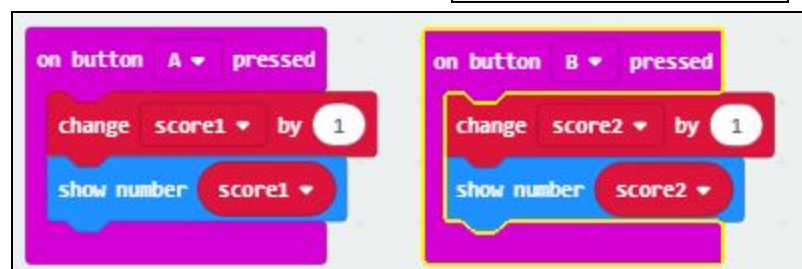 on button A pressed
change score1 by 1
show number score1
on button B pressed
change score2 by 1
show number score2